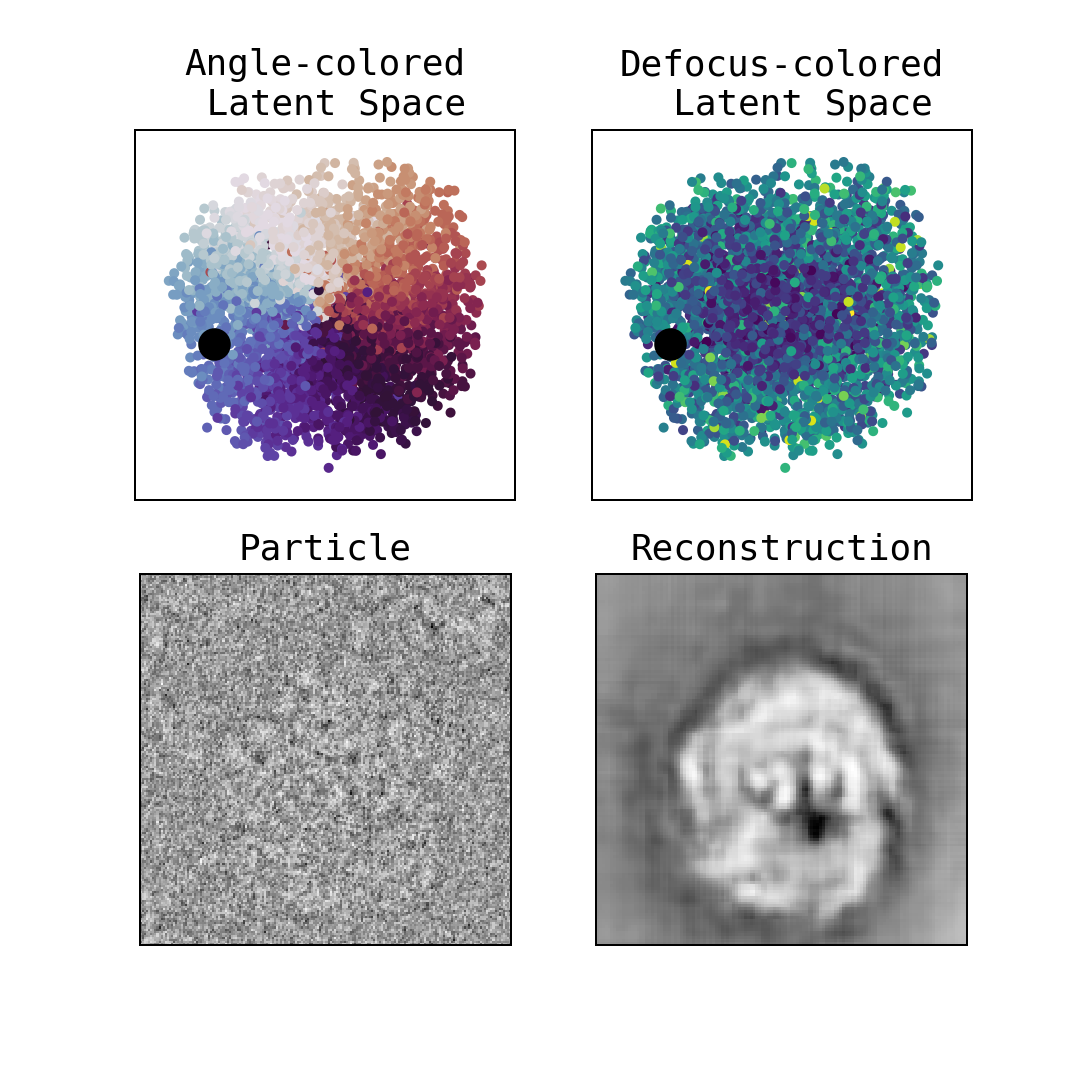 Angle-colored
Latent Space
Defocus-colored
Latent Space
Particle
Reconstruction